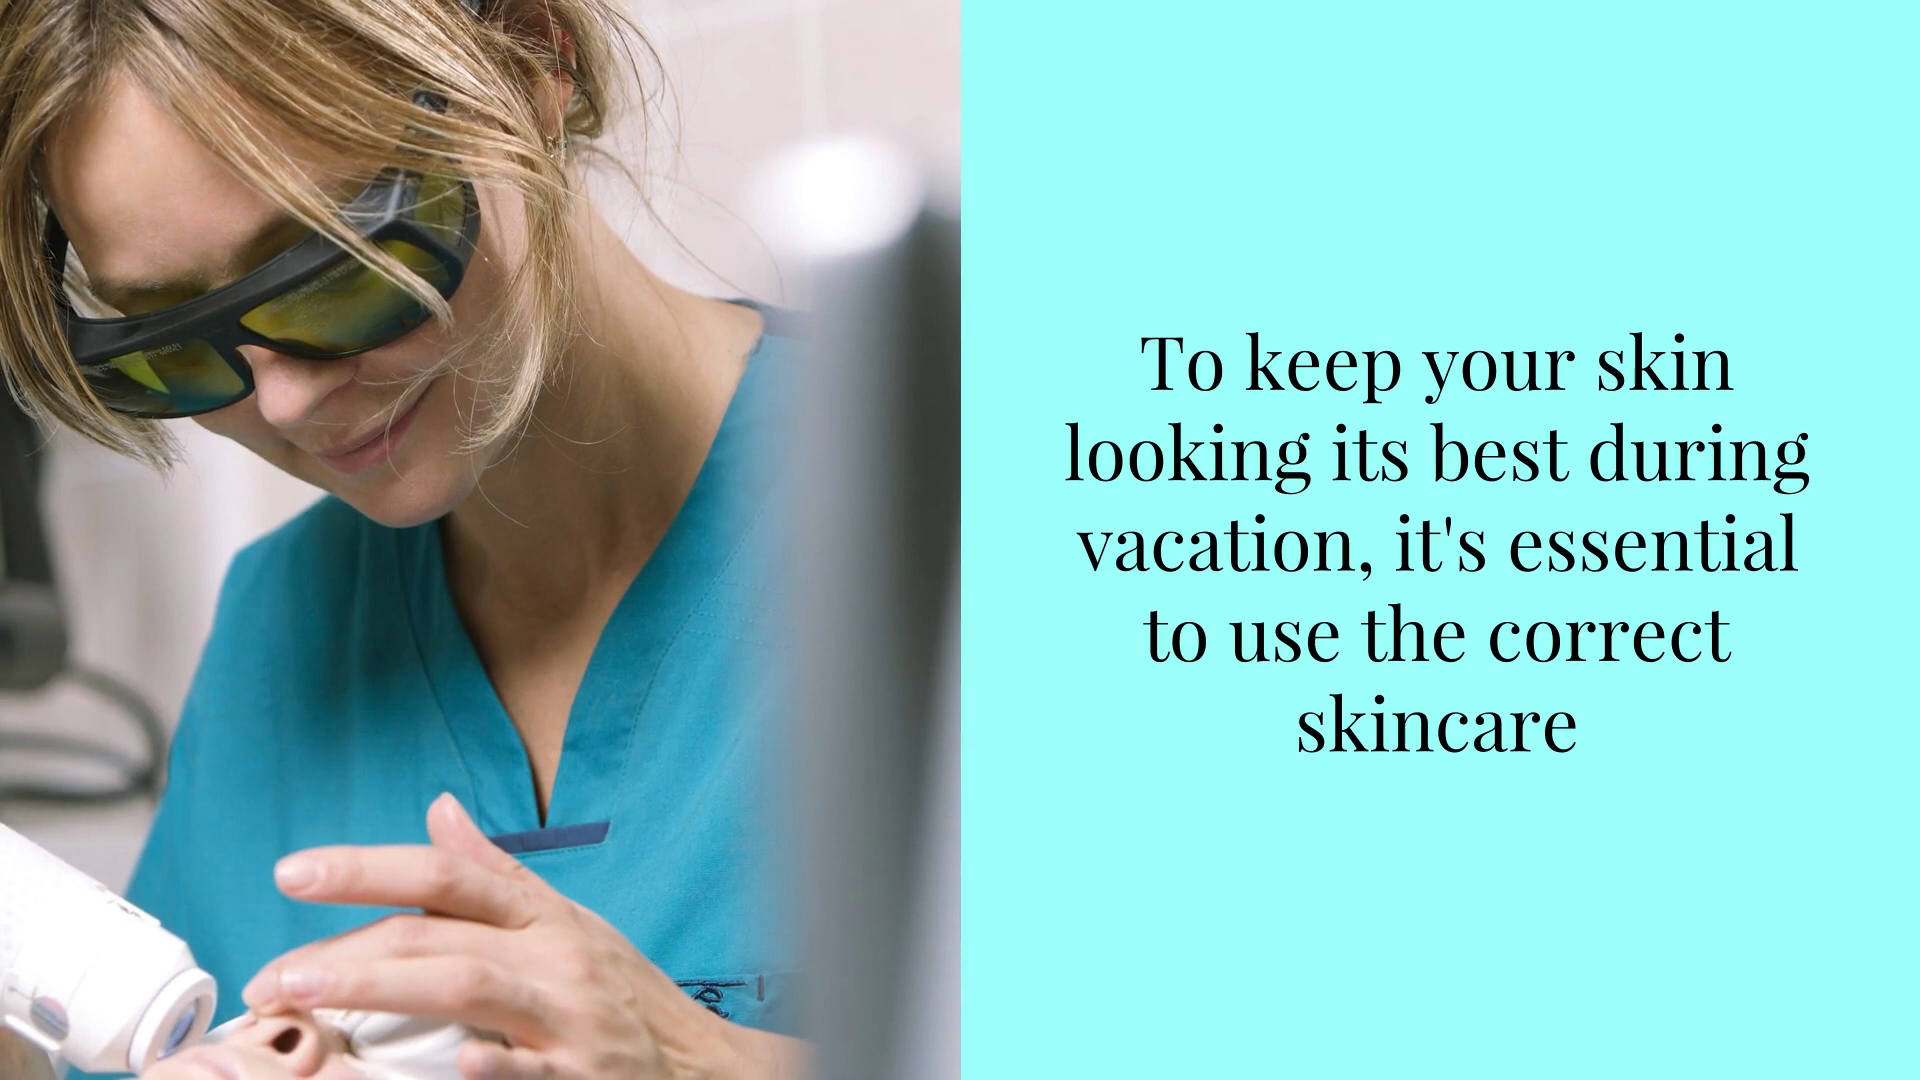 To keep your skin
looking its best during
vacation, it's essential
to use the correct
skincare